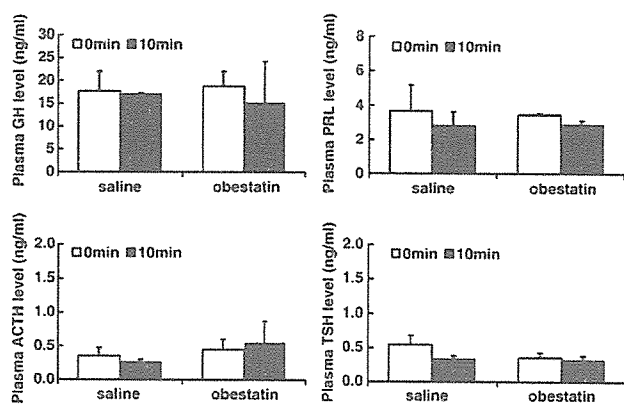 Plasma GH level (ng/ml)
30
25
20
15
10
5
0
0min 10min
saline obestatin
Plasma PRL level (ng/ml)
8
6
4
2
0
0min 10min
saline obestatin
Plasma ACTH level (ng/ml)
2.0
1.5
1.0
0.5
0.0
0min 10min
saline obestatin
Plasma TSH level (ng/ml)
2.0
1.5
1.0
0.5
0.0
0min 10min
saline obestatin